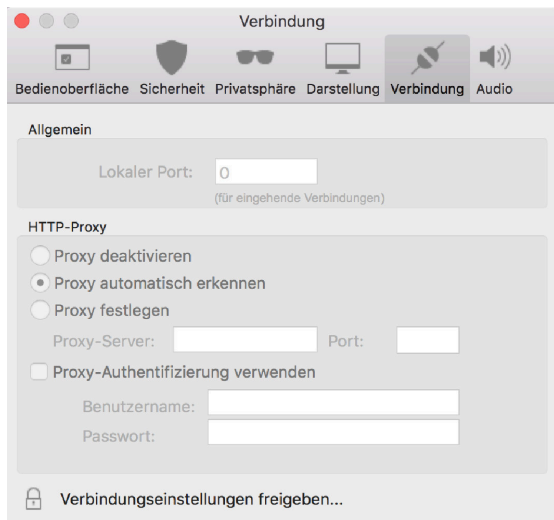 Verbindung
Bedienoberfläche Sicherheit Privatsphäre Darstellung Verbindung Audio
Allgemein
Lokaler Port: 0
(für eingehende Verbindungen)
HTTP-Proxy
Proxy deaktivieren
Proxy automatisch erkennen
Proxy festlegen
Proxy-Server: Port:
Proxy-Authentifizierung verwenden
Benutzername:
Passwort:
Verbindungseinstellungen freigeben...